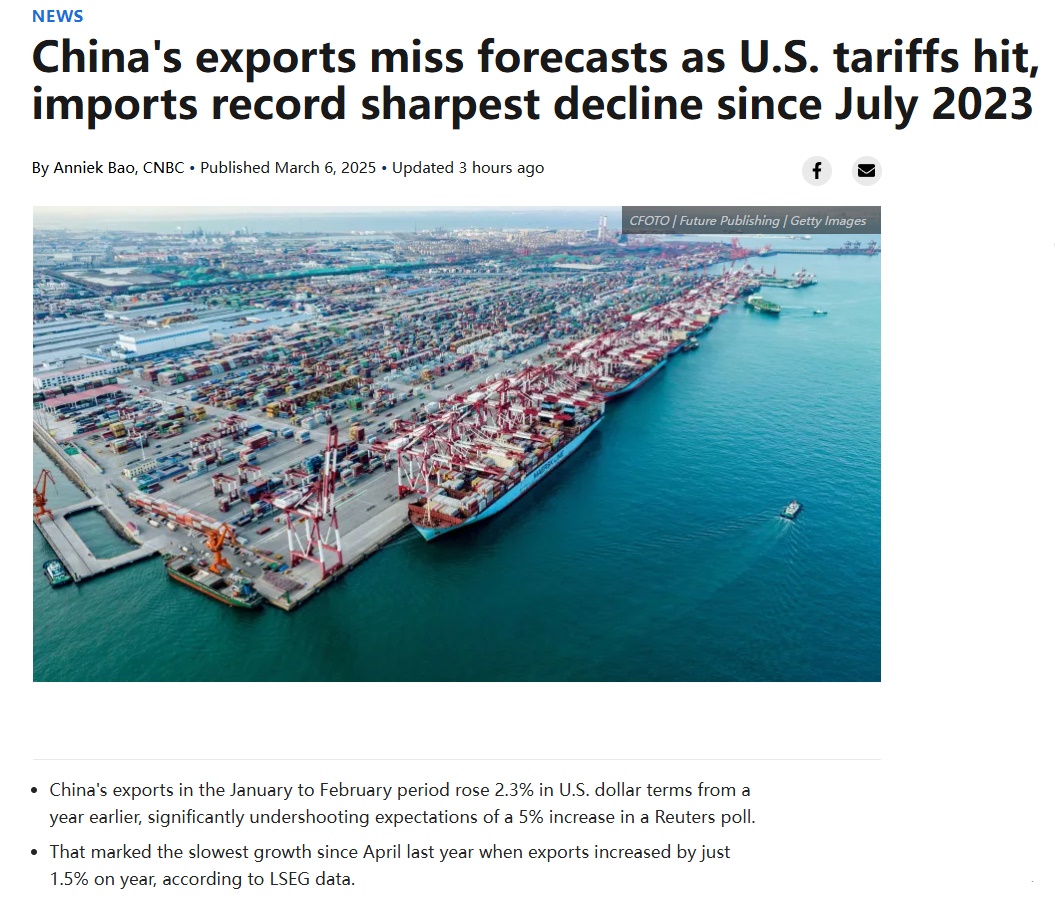 NEWS
China's exports miss forecasts as U.S. tariffs hit,
imports record sharpest decline since July 2023
By Anniek Bao, CNBC • Published March 6, 2025 • Updated 3 hours ago
CFOTO | Future Publishing | Getty Images
MAERSK LINE
• China's exports in the January to February period rose 2.3% in U.S. dollar terms from a
year earlier, significantly undershooting expectations of a 5% increase in a Reuters poll.
• That marked the slowest growth since April last year when exports increased by just
1.5% on year, according to LSEG data.